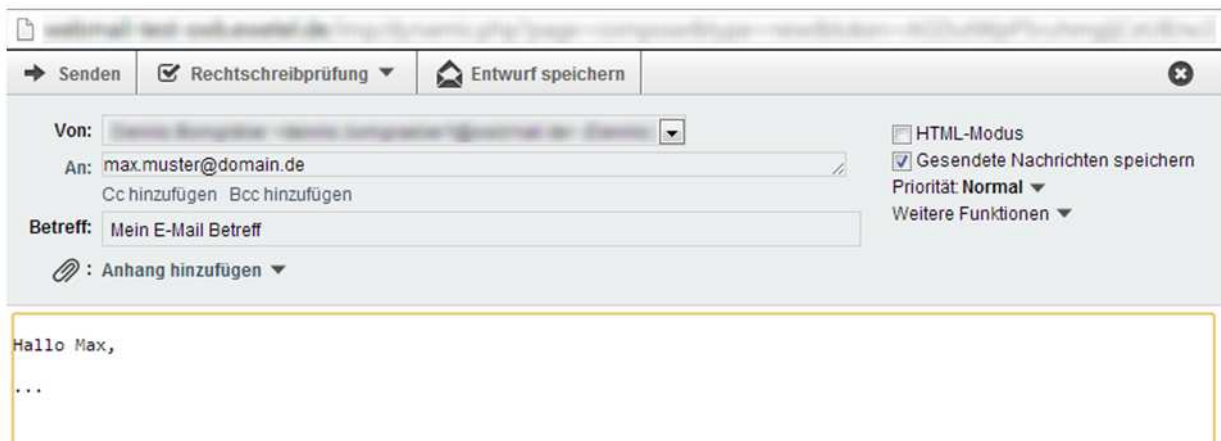 Senden Rechtschreibprüfung Entwurf speichern
Von:
HTML-Modus
An: max.muster@domain.de
Gesendete Nachrichten speichern
Cc hinzufügen Bcc hinzufügen
Priorität: Normal
Weitere Funktionen
Betreff: Mein E-Mail Betreff
: Anhang hinzufügen
Hallo Max,
...